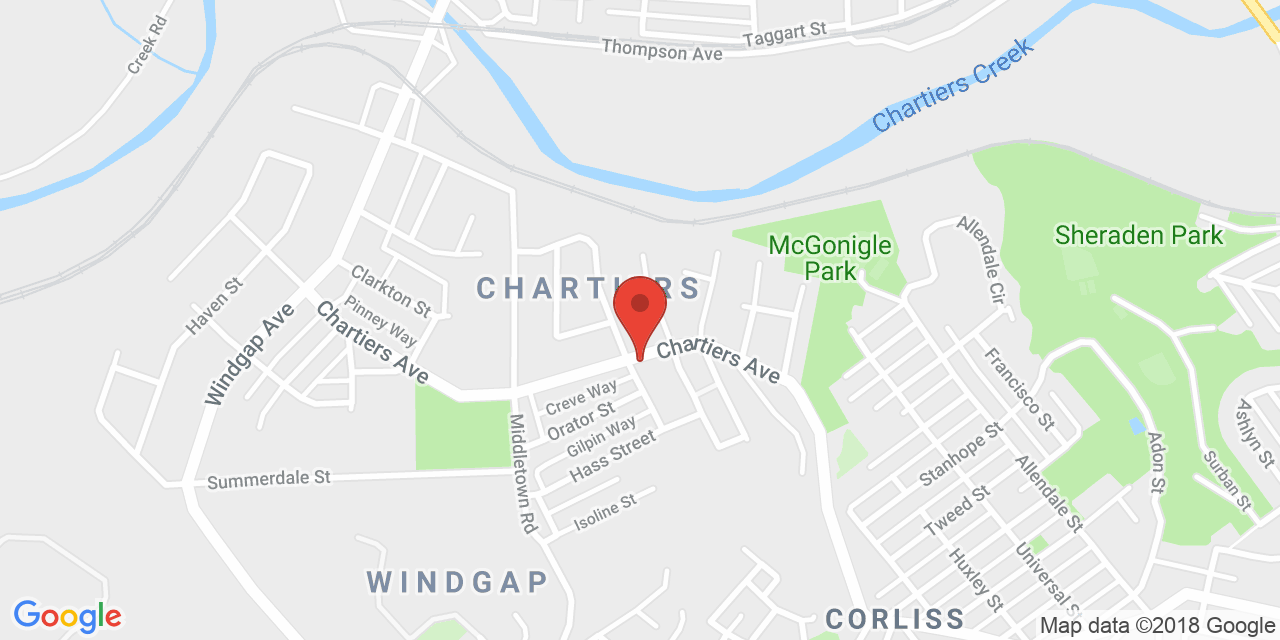 Creek Rd
Thompson Ave
Taggart St
Chartiers Creek
McGonigle
Park
Sheraden Park
Allendale Cir
Haven St
Clarkton St
Pinney Way
Windgap Ave
Chartiers Ave
CHARTIERS
Chartiers Ave
Creve Way
Orator St
Gilpin Way
Hass Street
Middletown Rd
Summerdale St
Isoline St
Francisco St
Stanhope St
Allendale St
Tweed St
Huxley St
Universal St
Adon St
Surban St
Ashlyn St
WINDGAP
CORLISS
Google
Map data ©2018 Google